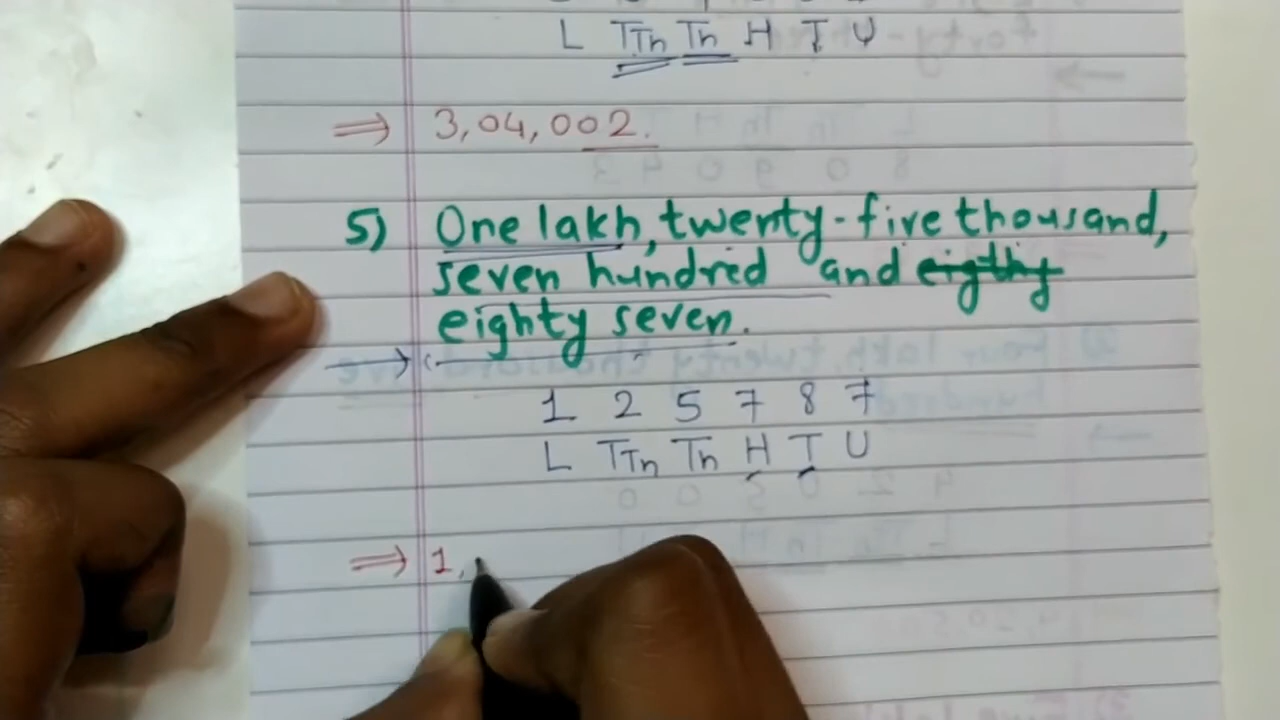 L TTh Th H T U
⇒ 3,04,002.
5) One lakh, twenty-five thousand,
seven hundred and eigthy
eighty seven.
→
1 2 5 7 8 7
L TTh Th H T U
⇒ 1,